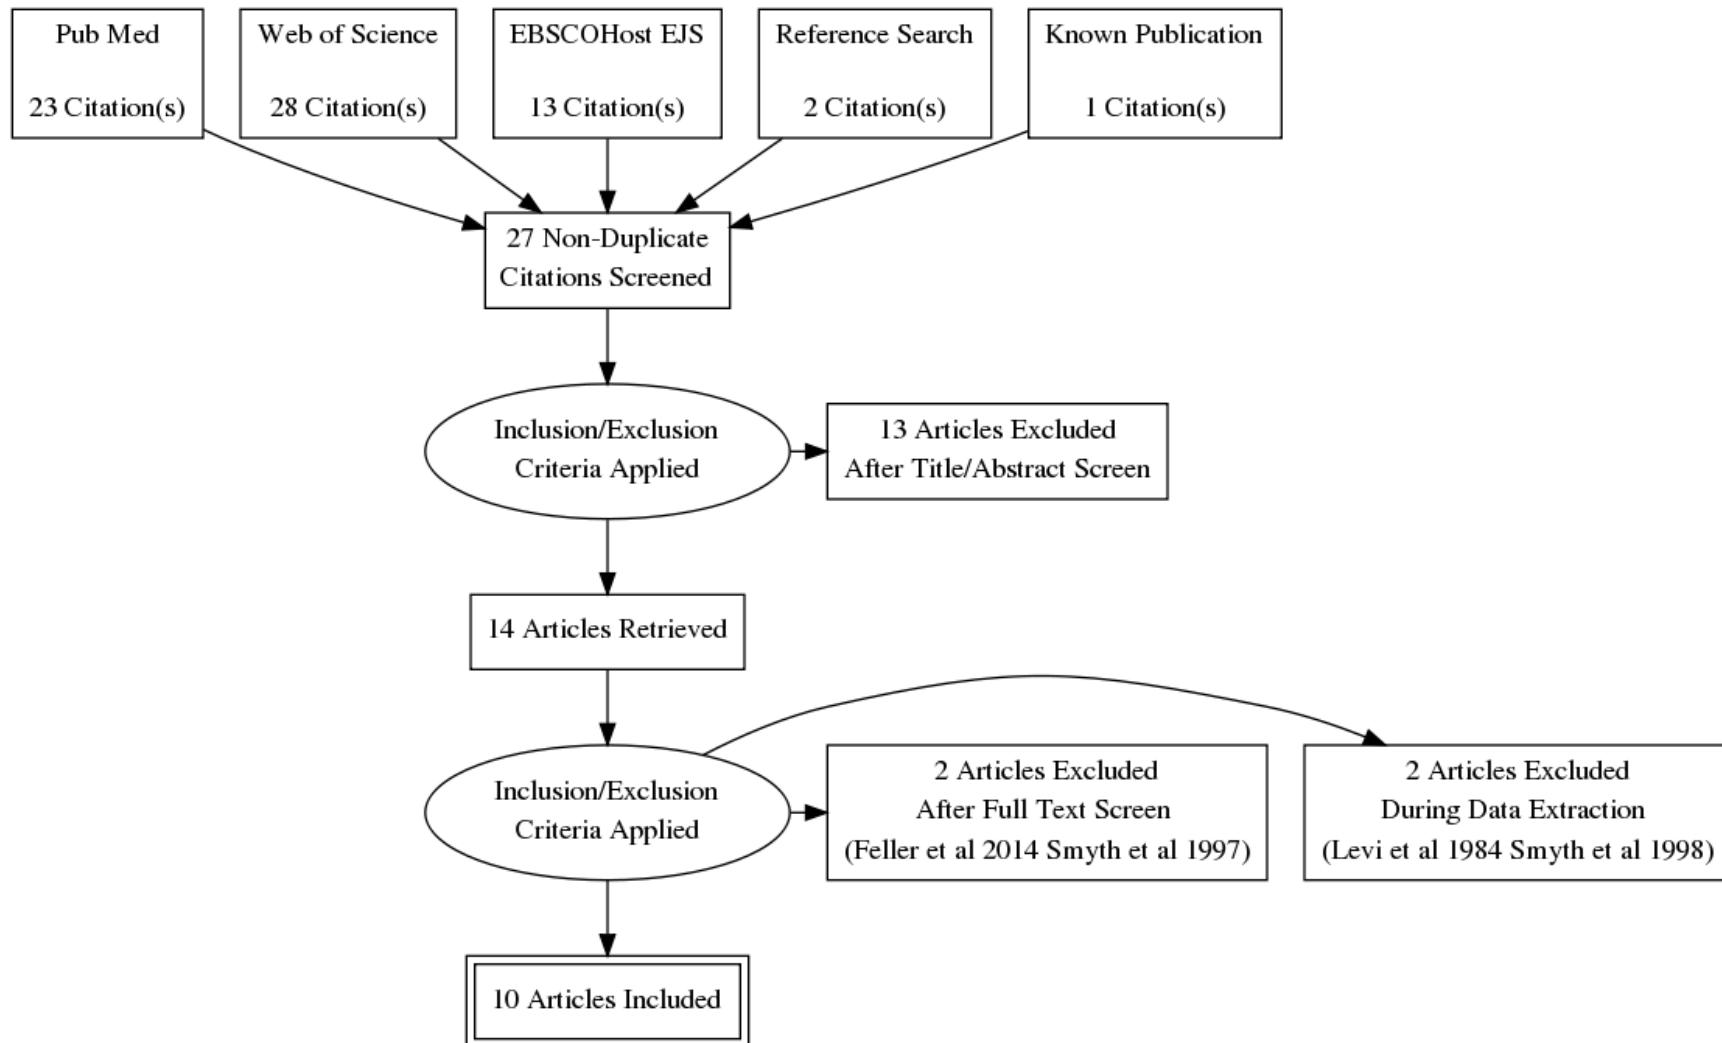 Pub Med
23 Citation(s)
Web of Science
28 Citation(s)
EBSCOHost EJS
13 Citation(s)
Reference Search
2 Citation(s)
Known Publication
1 Citation(s)
27 Non-Duplicate
Citations Screened
Inclusion/Exclusion
Criteria Applied
13 Articles Excluded
After Title/Abstract Screen
14 Articles Retrieved
Inclusion/Exclusion
Criteria Applied
2 Articles Excluded
After Full Text Screen
(Feller et al 2014 Smyth et al 1997)
2 Articles Excluded
During Data Extraction
(Levi et al 1984 Smyth et al 1998)
10 Articles Included